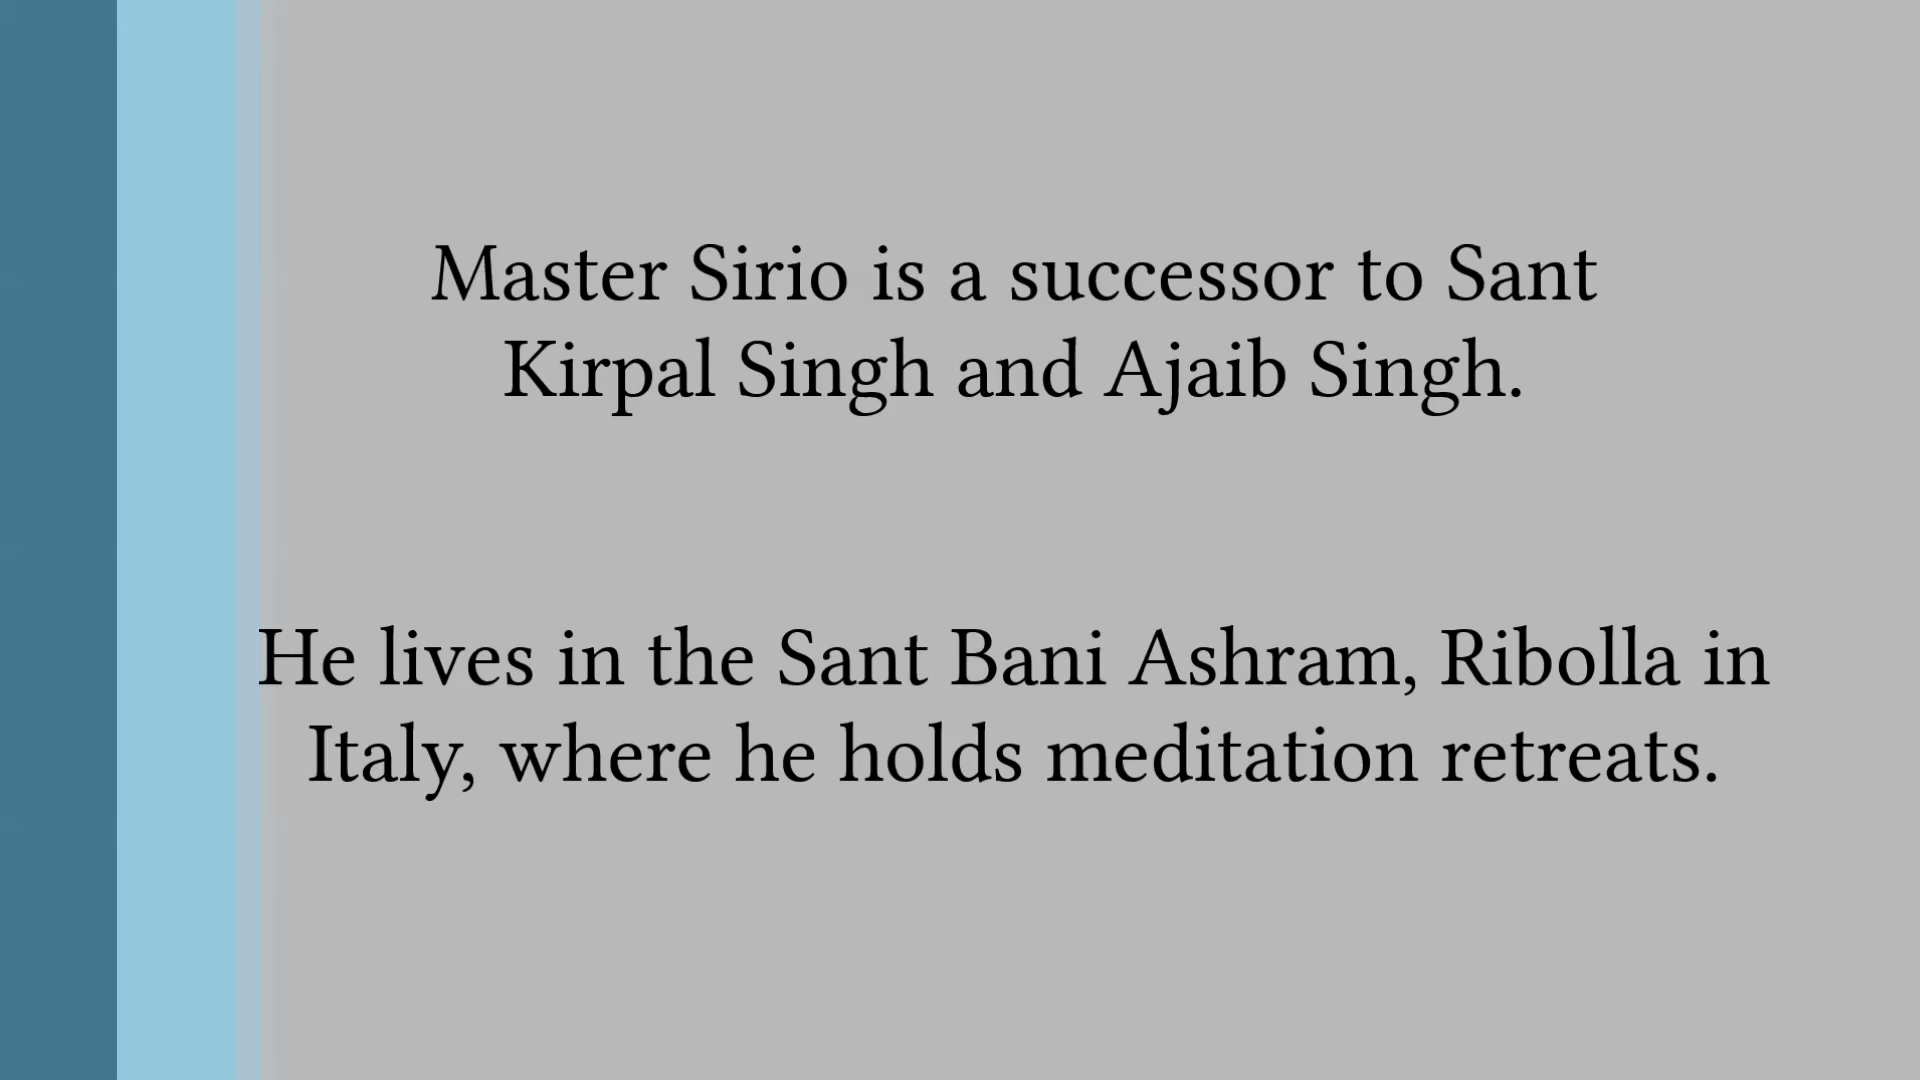 Master Sirio is a successor to Sant
Kirpal Singh and Ajaib Singh.
He lives in the Sant Bani Ashram, Ribolla in
Italy, where he holds meditation retreats.